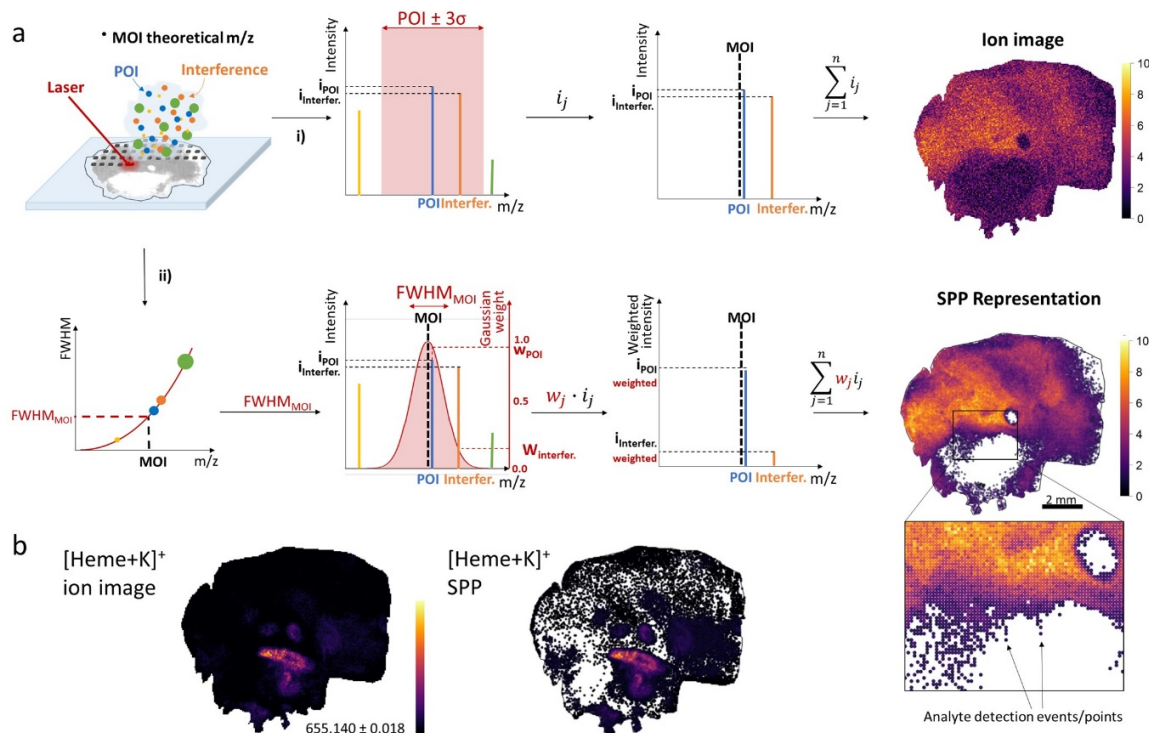 a
• MOI theoretical m/z
POI
Interference
Laser
i)
POI ± 3σ
Intensity
i_POI
i_Interfer.
POI Interfer. m/z
i_j
Intensity
MOI
i_POI
i_Interfer.
POI Interfer. m/z
n
∑ i_j
j=1
Ion image
10
8
6
4
2
0
ii)
FWHM
FWHM_MOI
MOI
m/z
FWHM_MOI
FWHM_MOI
Intensity
MOI
Gaussian
weight
1.0
w_POI
i_POI
i_Interfer.
0.5
W_interfer.
0.0
POI Interfer. m/z
w_j · i_j
Weighted
intensity
MOI
i_POI
weighted
i_Interfer.
weighted
POI
Interfer. m/z
n
∑ w_j i_j
j=1
SPP Representation
10
8
6
4
2
0
2 mm
Analyte detection events/points
b
[Heme+K]⁺
ion image
655.140 ± 0.018
[Heme+K]⁺
SPP